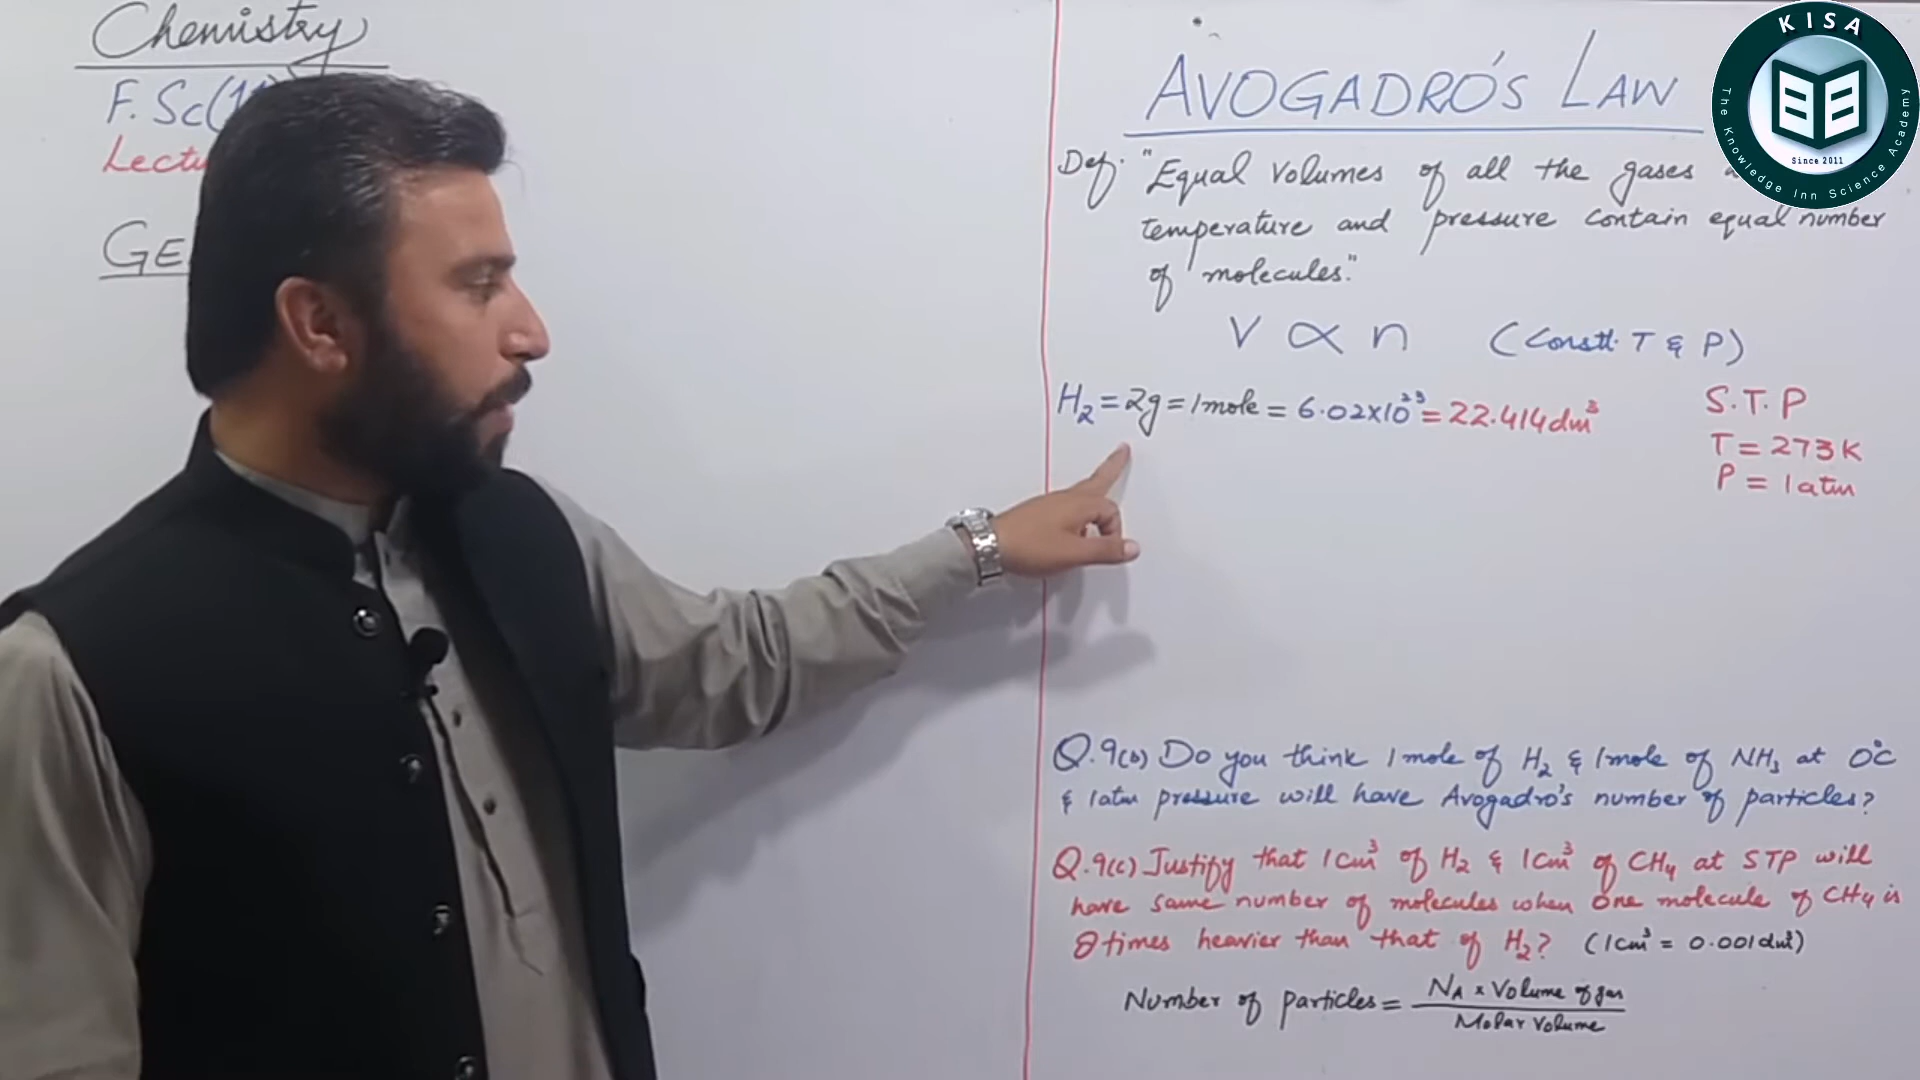 Chemistry
F.Sc(11
Lectu
GE
AVOGADRO'S LAW
Def. "Equal Volumes of all the gases
temperature and pressure contain equal number
of molecules."
V ∝ n (Constt. T & P)
H₂ = 2g = 1mole = 6.02x10²³ = 22.414dm³
S.T.P
T = 273K
P = 1atm
Q.9(b) Do you think 1mole of H₂ & 1mole of NH₃ at 0°C
& 1atm pressure will have Avogadro's number of particles?
Q.9(c) Justify that 1cm³ of H₂ & 1cm³ of CH₄ at STP will
have same number of molecules when one molecule of CH₄ is
8 times heavier than that of H₂? (1cm³ = 0.001dm³)
Number of particles = N_A x Volume of gas
Molar Volume
KISA
Since 2011
The Knowledge Inn Science Academy